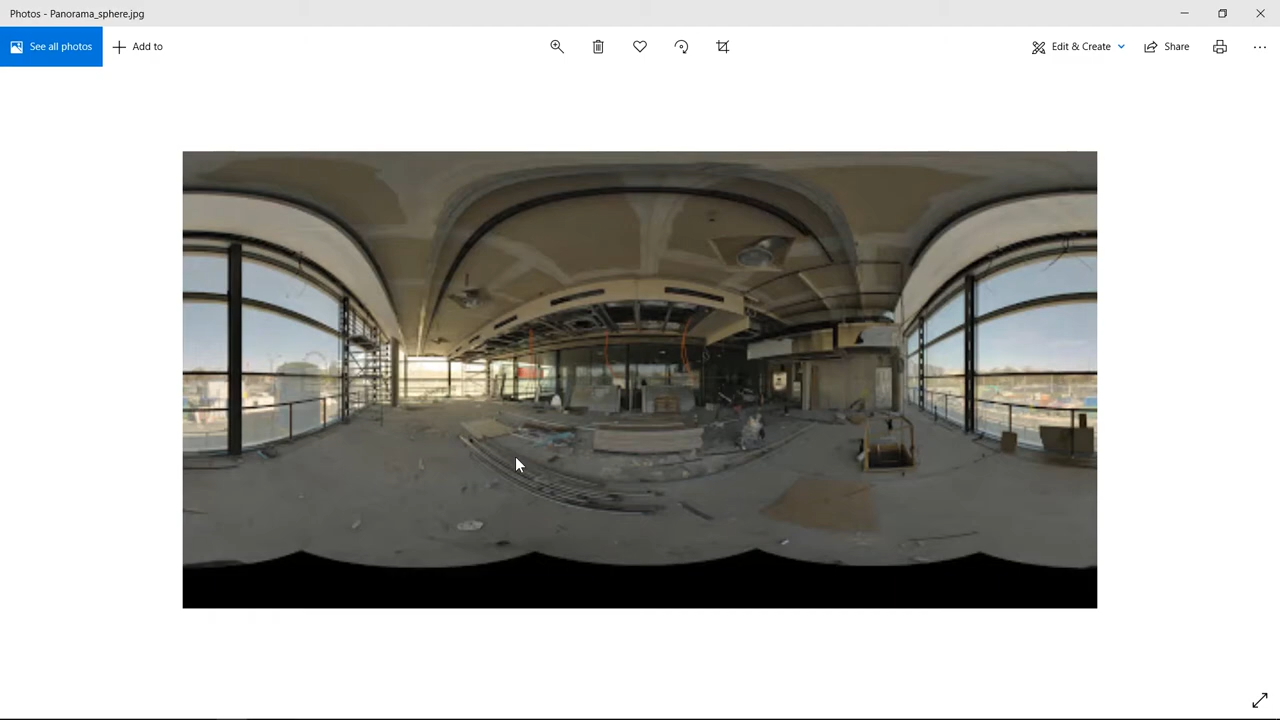 Photos - Panorama_sphere.jpg
See all photos
Add to
Edit & Create
Share